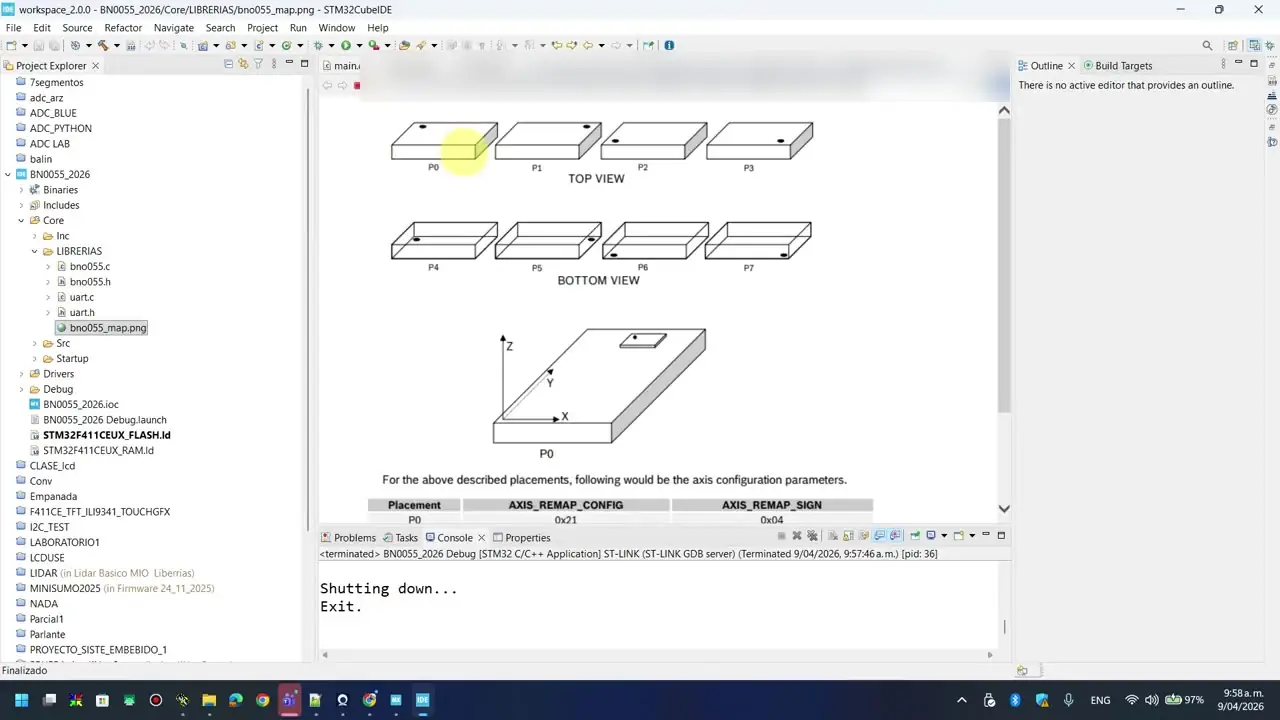 workspace_2.0.0 - BN0055_2026/Core/LIBRERIAS/bno055_map.png - STM32CubeIDE
File Edit Source Refactor Navigate Search Project Run Window Help
Project Explorer
7segmentos
adc_arz
ADC_BLUE
ADC_PYTHON
ADC LAB
balin
BN0055_2026
Binaries
Includes
Core
Inc
LIBRERIAS
bno055.c
bno055.h
uart.c
uart.h
bno055_map.png
Src
Startup
Drivers
Debug
BN0055_2026.ioc
BN0055_2026 Debug.launch
STM32F411CEUX_FLASH.ld
STM32F411CEUX_RAM.ld
CLASE_lcd
Conv
Empanada
F411CE_TFT_ILI9341_TOUCHGFX
I2C_TEST
LABORATORIO1
LCDUSE
LIDAR (in Lidar Basico MIO Liberrias)
MINISUMO2025 (in Firmware 24_11_2025)
NADA
Parcial1
Parlante
PROYECTO_SISTE_EMBEBIDO_1
main.c
P0 P1 P2 P3
TOP VIEW
P4 P5 P6 P7
BOTTOM VIEW
Z
Y
X
P0
For the above described placements, following would be the axis configuration parameters.
Placement AXIS_REMAP_CONFIG AXIS_REMAP_SIGN
P0 0x21 0x04
Problems Tasks Console Properties
<terminated> BN0055_2026 Debug [STM32 C/C++ Application] ST-LINK (ST-LINK GDB server) (Terminated 9/04/2026, 9:57:46 a.m.) [pid: 36]
Shutting down...
Exit.
Outline Build Targets
There is no active editor that provides an outline.
Finalizado
ENG 97% 9:58 a.m.
9/04/2026